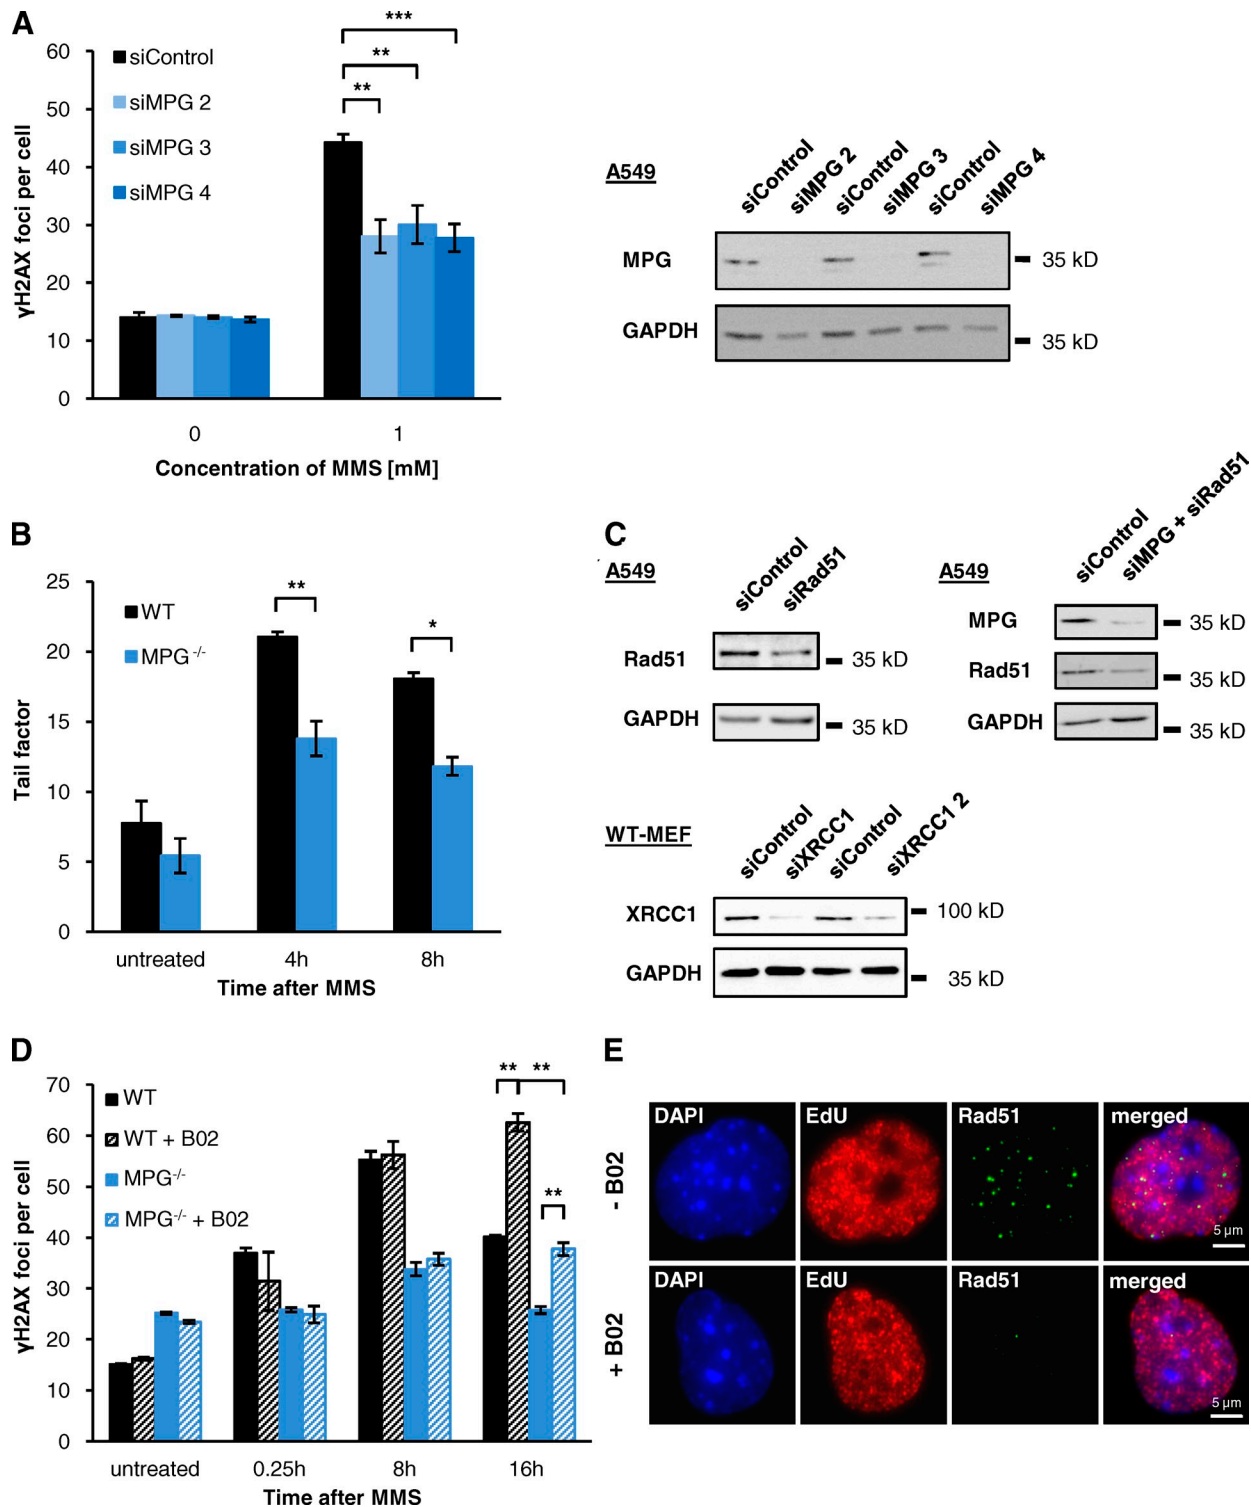 A
***
**
**
60
50
40
30
20
10
0
γH2AX foci per cell
siControl
siMPG 2
siMPG 3
siMPG 4
0
1
Concentration of MMS [mM]
A549
siControl
siMPG 2
siControl
siMPG 3
siControl
siMPG 4
MPG
35 kD
GAPDH
35 kD
B
25
20
15
10
5
0
Tail factor
WT
MPG-/-
**
*
untreated
4h
8h
Time after MMS
C
A549
siControl
siRad51
Rad51
35 kD
GAPDH
35 kD
A549
siControl
siMPG + siRad51
MPG
35 kD
Rad51
35 kD
GAPDH
35 kD
WT-MEF
siControl
siXRCC1
siControl
siXRCC1 2
XRCC1
100 kD
GAPDH
35 kD
D
70
60
50
40
30
20
10
0
γH2AX foci per cell
WT
WT + B02
MPG-/-
MPG-/- + B02
**
**
**
untreated
0.25h
8h
16h
Time after MMS
E
- B02
DAPI
EdU
Rad51
merged
5 µm
+ B02
DAPI
EdU
Rad51
merged
5 µm